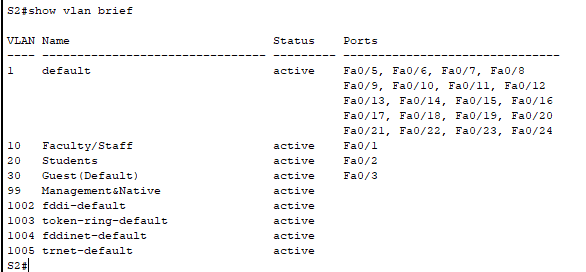 S2#show vlan brief
VLAN Name Status Ports
---- -------------------------------- --------- -------------------------------
1 default active Fa0/5, Fa0/6, Fa0/7, Fa0/8
Fa0/9, Fa0/10, Fa0/11, Fa0/12
Fa0/13, Fa0/14, Fa0/15, Fa0/16
Fa0/17, Fa0/18, Fa0/19, Fa0/20
Fa0/21, Fa0/22, Fa0/23, Fa0/24
10 Faculty/Staff active Fa0/1
20 Students active Fa0/2
30 Guest(Default) active Fa0/3
99 Management&Native active
1002 fddi-default active
1003 token-ring-default active
1004 fddinet-default active
1005 trnet-default active
S2#